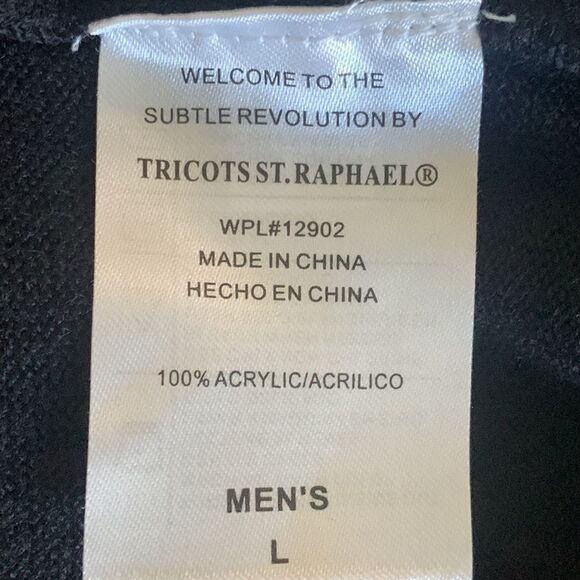 WELCOME TO THE
SUBTLE REVOLUTION BY
TRICOTS ST.RAPHAEL®
WPL#12902
MADE IN CHINA
HECHO EN CHINA
100% ACRYLIC/ACRILICO
MEN'S
L